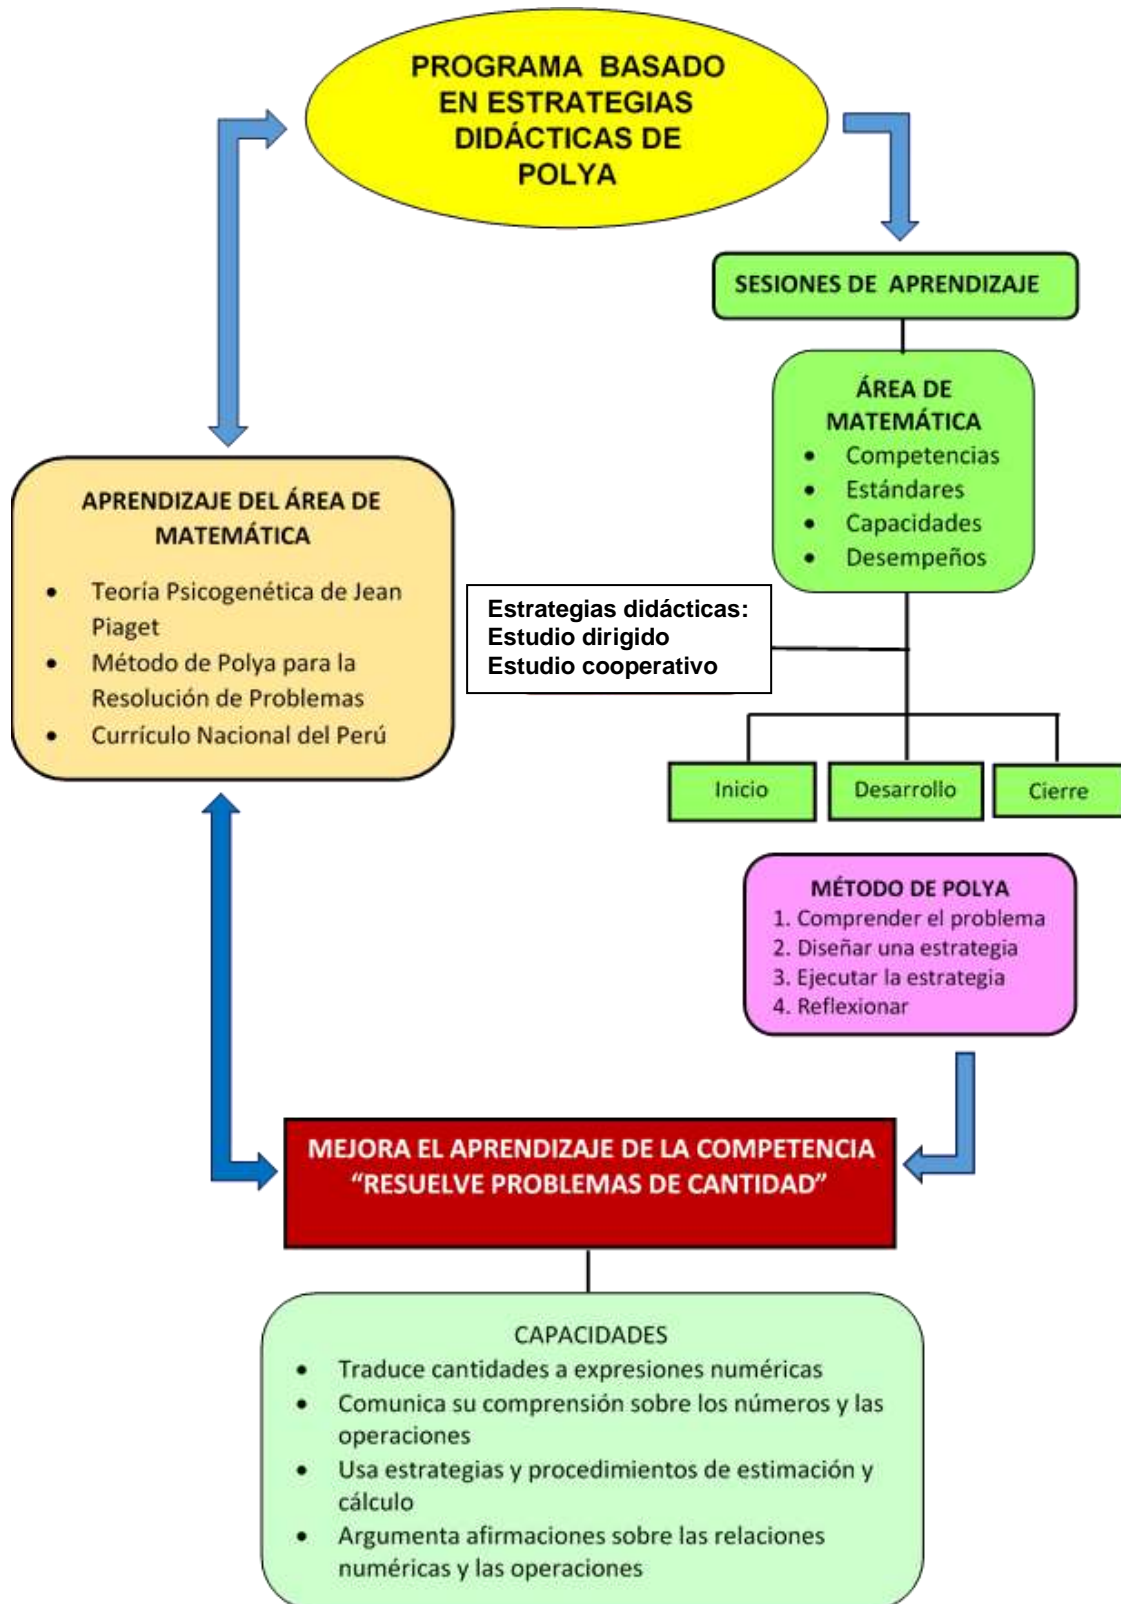 PROGRAMA BASADO
EN ESTRATEGIAS
DIDÁCTICAS DE
POLYA
SESIONES DE APRENDIZAJE
ÁREA DE
MATEMÁTICA
• Competencias
• Estándares
• Capacidades
• Desempeños
APRENDIZAJE DEL ÁREA DE
MATEMÁTICA
• Teoría Psicogenética de Jean
Piaget
• Método de Polya para la
Resolución de Problemas
• Currículo Nacional del Perú
Estrategias didácticas:
Estudio dirigido
Estudio cooperativo
Inicio
Desarrollo
Cierre
MÉTODO DE POLYA
1. Comprender el problema
2. Diseñar una estrategia
3. Ejecutar la estrategia
4. Reflexionar
MEJORA EL APRENDIZAJE DE LA COMPETENCIA
“RESUELVE PROBLEMAS DE CANTIDAD”
CAPACIDADES
• Traduce cantidades a expresiones numéricas
• Comunica su comprensión sobre los números y las
operaciones
• Usa estrategias y procedimientos de estimación y
cálculo
• Argumenta afirmaciones sobre las relaciones
numéricas y las operaciones